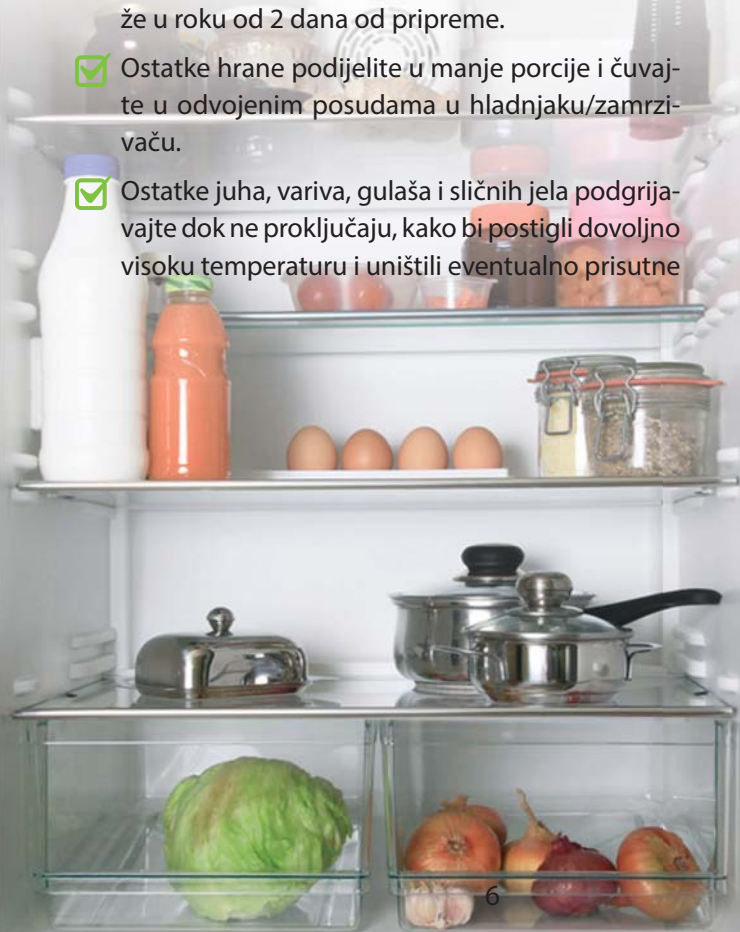 že u roku od 2 dana od pripreme.
Ostatke hrane podijelite u manje porcije i čuvaj-
te u odvojenim posudama u hladnjaku/zamrzi-
vaču.
Ostatke juha, variva, gulaša i sličnih jela podgrija-
vajte dok ne proključaju, kako bi postigli dovoljno
visoku temperaturu i uništili eventualno prisutne
6